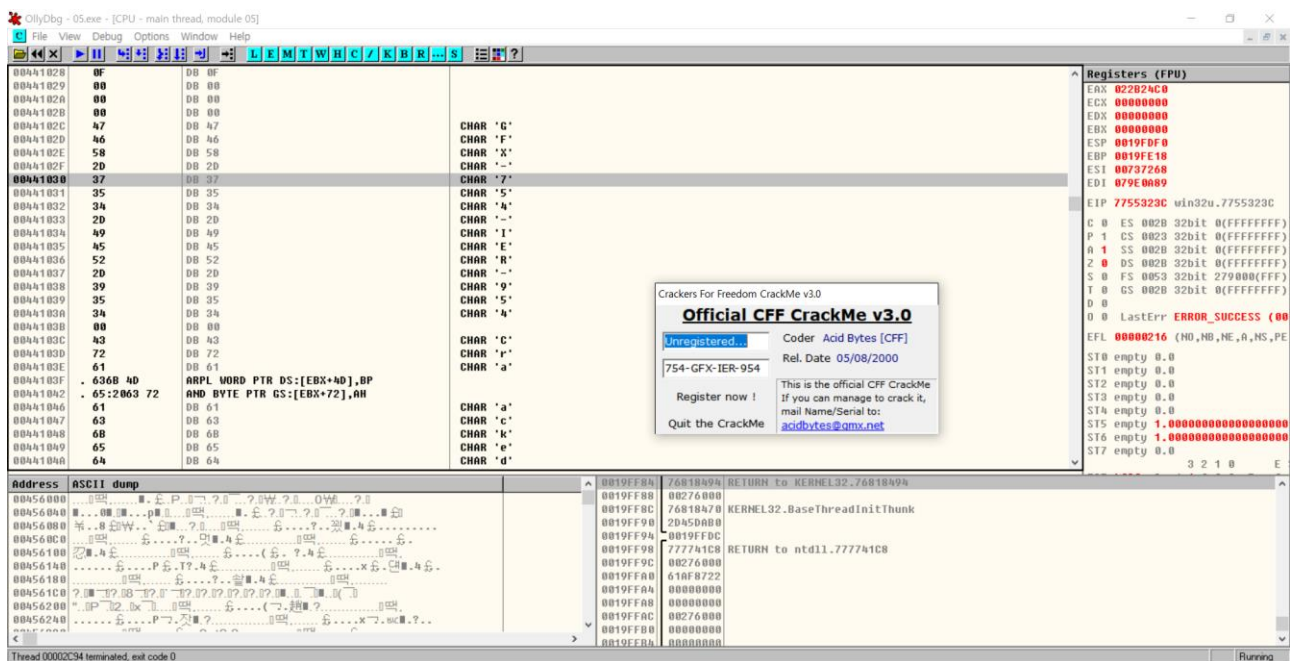 OllyDbg - 05.exe - [CPU - main thread, module 05]
C File View Debug Options Window Help
L E M T W H C / K B R ... S ?
00441028 0F DB 0F
00441029 00 DB 00
0044102A 00 DB 00
0044102B 00 DB 00
0044102C 47 DB 47 CHAR 'G'
0044102D 46 DB 46 CHAR 'F'
0044102E 58 DB 58 CHAR 'X'
0044102F 2D DB 2D CHAR '-'
00441030 37 DB 37 CHAR '7'
00441031 35 DB 35 CHAR '5'
00441032 34 DB 34 CHAR '4'
00441033 2D DB 2D CHAR '-'
00441034 49 DB 49 CHAR 'I'
00441035 45 DB 45 CHAR 'E'
00441036 52 DB 52 CHAR 'R'
00441037 2D DB 2D CHAR '-'
00441038 39 DB 39 CHAR '9'
00441039 35 DB 35 CHAR '5'
0044103A 34 DB 34 CHAR '4'
0044103B 00 DB 00
0044103C 43 DB 43 CHAR 'C'
0044103D 72 DB 72 CHAR 'r'
0044103E 61 DB 61 CHAR 'a'
0044103F . 636B 4D ARPL WORD PTR DS:[EBX+4D],BP
00441042 . 65:2063 72 AND BYTE PTR GS:[EBX+72],AH
00441046 61 DB 61 CHAR 'a'
00441047 63 DB 63 CHAR 'c'
00441048 6B DB 6B CHAR 'k'
00441049 65 DB 65 CHAR 'e'
0044104A 64 DB 64 CHAR 'd'
Registers (FPU)
EAX 022B24C0
ECX 00000000
EDX 00000000
EBX 00000000
ESP 0019FDF0
EBP 0019FE18
ESI 00737268
EDI 079E0A89
EIP 7755323C win32u.7755323C
C 0 ES 002B 32bit 0(FFFFFFFF)
P 1 CS 0023 32bit 0(FFFFFFFF)
A 1 SS 002B 32bit 0(FFFFFFFF)
Z 0 DS 002B 32bit 0(FFFFFFFF)
S 0 FS 0053 32bit 279000(FFF)
T 0 GS 002B 32bit 0(FFFFFFFF)
D 0
O 0 LastErr ERROR_SUCCESS (00
EFL 00000216 (NO,NB,NE,A,NS,PE
ST0 empty 0.0
ST1 empty 0.0
ST2 empty 0.0
ST3 empty 0.0
ST4 empty 0.0
ST5 empty 1.0000000000000000
ST6 empty 1.0000000000000000
ST7 empty 0.0
3 2 1 0 E
Crackers For Freedom CrackMe v3.0
Official CFF CrackMe v3.0
Unregistered...
Coder Acid Bytes [CFF]
Rel. Date 05/08/2000
754-GFX-IER-954
Register now !
Quit the CrackMe
This is the official CFF CrackMe
If you can manage to crack it,
mail Name/Serial to:
acidbytes@gmx.net
Address ASCII dump
00456000
00456040
00456080
004560C0
00456100
00456140
00456180
004561C0
00456200
00456240
0019FF84 76818494 RETURN to KERNEL32.76818494
0019FF88 00276000
0019FF8C 76818470 KERNEL32.BaseThreadInitThunk
0019FF90 2D45DAB0
0019FF94 0019FFDC
0019FF98 777741C8 RETURN to ntdll.777741C8
0019FF9C 00276000
0019FFA0 61AF8722
0019FFA4 00000000
0019FFA8 00000000
0019FFAC 00276000
0019FFB0 00000000
0019FFB4 00000000
Thread 00002C94 terminated, exit code 0
Running